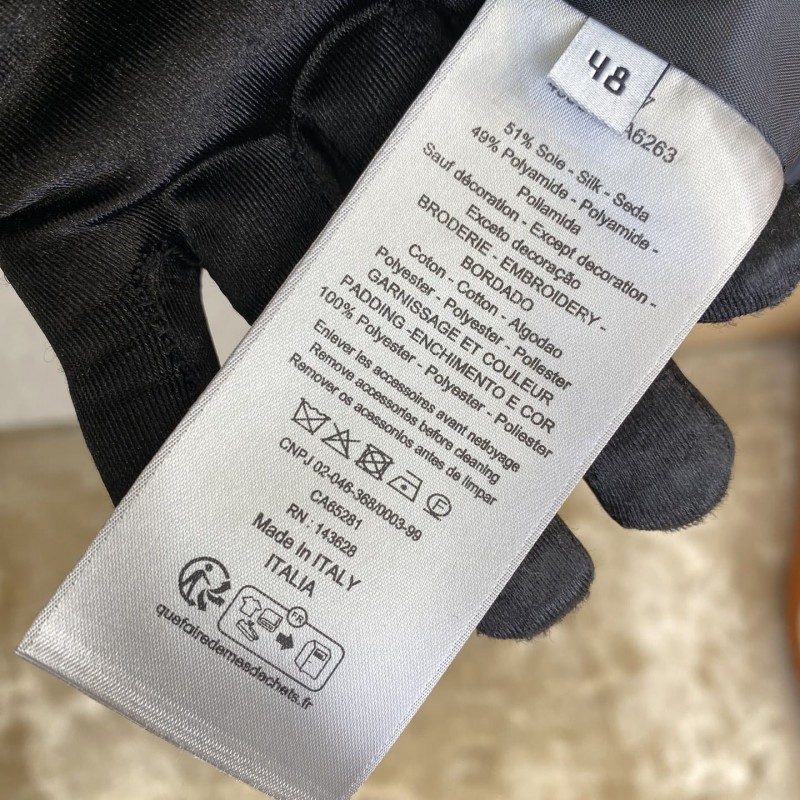 48
A6263
51% Soie - Silk - Seda
49% Polyamide - Polyamide -
Poliamida
Sauf décoration - Except decoration -
Exceto decoração
BRODERIE - EMBROIDERY -
BORDADO
Coton - Cotton - Algodao
Polyester - Polyester - Poliester
GARNISSAGE ET COULEUR
PADDING -ENCHIMENTO E COR
100% Polyester - Polyester - Poliester
Enlever les accessoires avant nettoyage
Remove accessories before cleaning
Remover os acessorios antes de limpar
F
CNPJ 02-046-368/0003-99
CA65281
RN : 143628
Made in ITALY
ITALIA
FR
quefairedemesdechets.fr